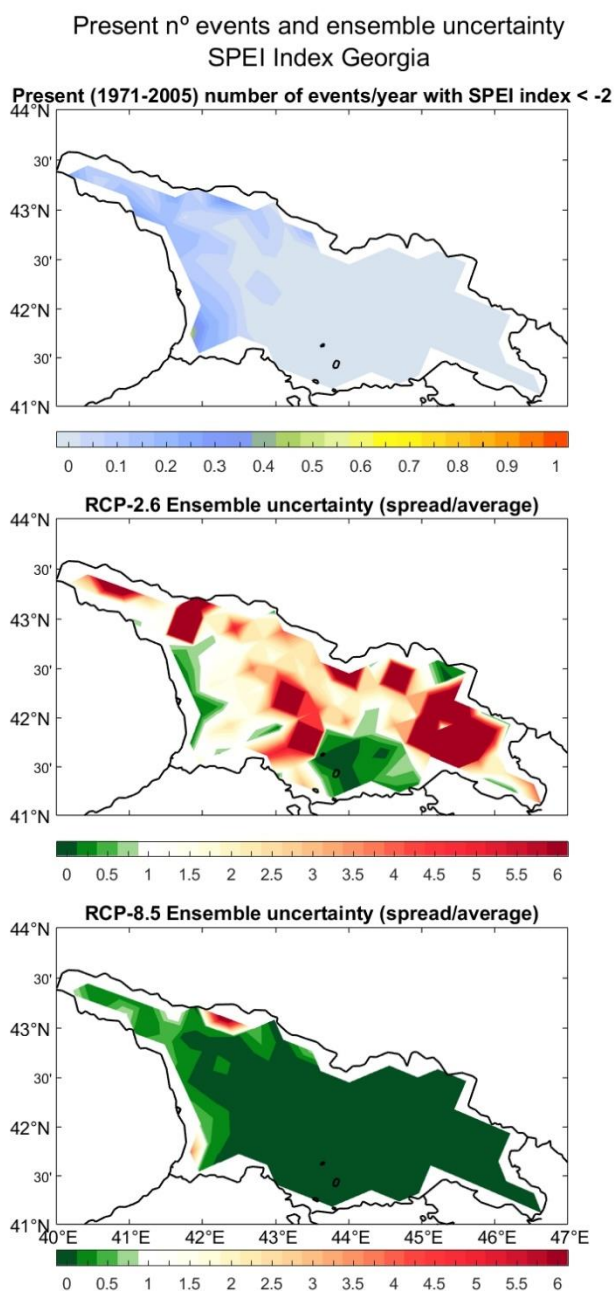 Present nº events and ensemble uncertainty
SPEI Index Georgia
Present (1971-2005) number of events/year with SPEI index < -2
44°N
30'
43°N
30'
42°N
30'
41°N
0 0.1 0.2 0.3 0.4 0.5 0.6 0.7 0.8 0.9 1
RCP-2.6 Ensemble uncertainty (spread/average)
44°N
30'
43°N
30'
42°N
30'
41°N
0 0.5 1 1.5 2 2.5 3 3.5 4 4.5 5 5.5 6
RCP-8.5 Ensemble uncertainty (spread/average)
44°N
30'
43°N
30'
42°N
30'
41°N
40°E 41°E 42°E 43°E 44°E 45°E 46°E 47°E
0 0.5 1 1.5 2 2.5 3 3.5 4 4.5 5 5.5 6